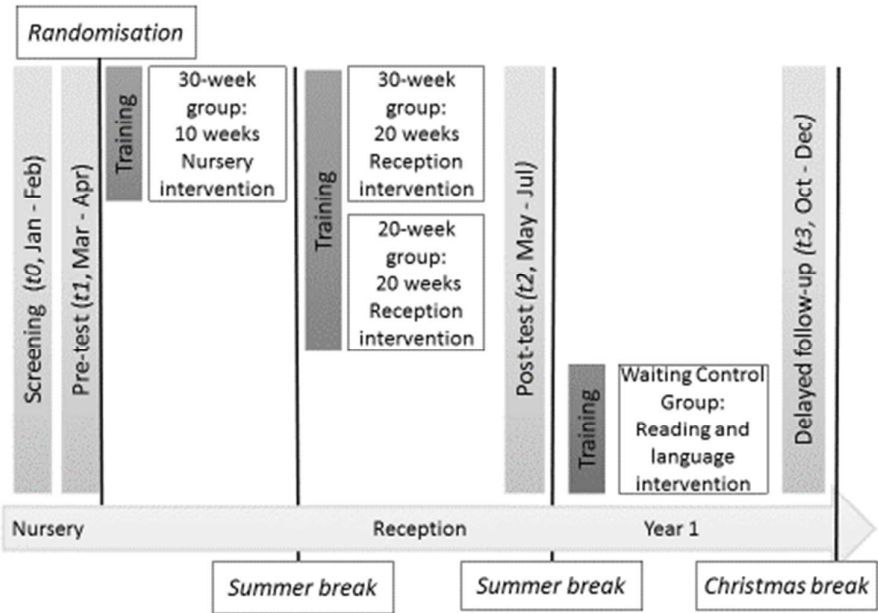 Randomisation
Screening (t0, Jan - Feb)
Pre-test (t1, Mar - Apr)
Training
30-week
group:
10 weeks
Nursery
intervention
Training
30-week
group:
20 weeks
Reception
intervention
20-week
group:
20 weeks
Reception
intervention
Post-test (t2, May - Jul)
Training
Waiting Control
Group:
Reading and
language
intervention
Delayed follow-up (t3, Oct - Dec)
Nursery
Reception
Year 1
Summer break
Summer break
Christmas break